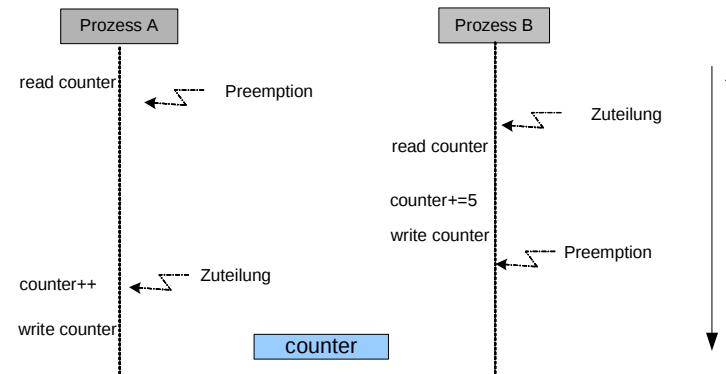 Prozess A
Prozess B
read counter
Preemption
Zuteilung
read counter
counter+=5
write counter
Preemption
Zuteilung
counter++
write counter
counter